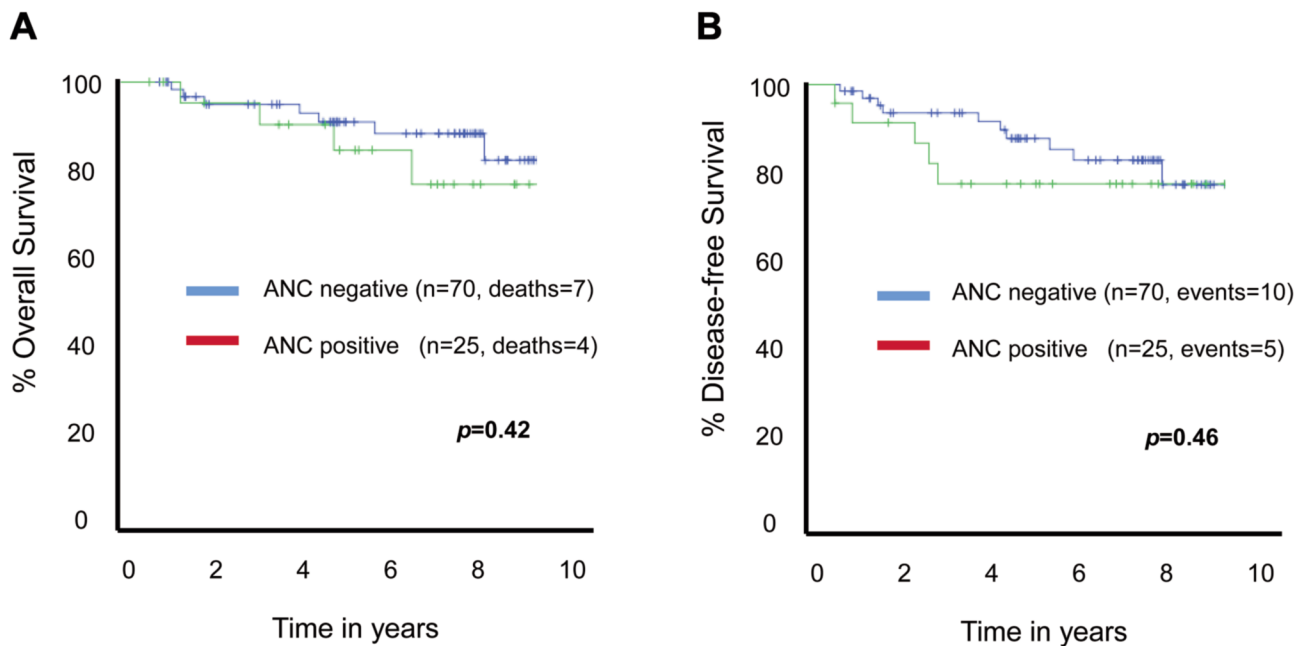 A
B
% Overall Survival
100
80
60
40
20
0
ANC negative (n=70, deaths=7)
ANC positive (n=25, deaths=4)
p=0.42
0 2 4 6 8 10
Time in years
% Disease-free Survival
100
80
60
40
20
0
ANC negative (n=70, events=10)
ANC positive (n=25, events=5)
p=0.46
0 2 4 6 8 10
Time in years